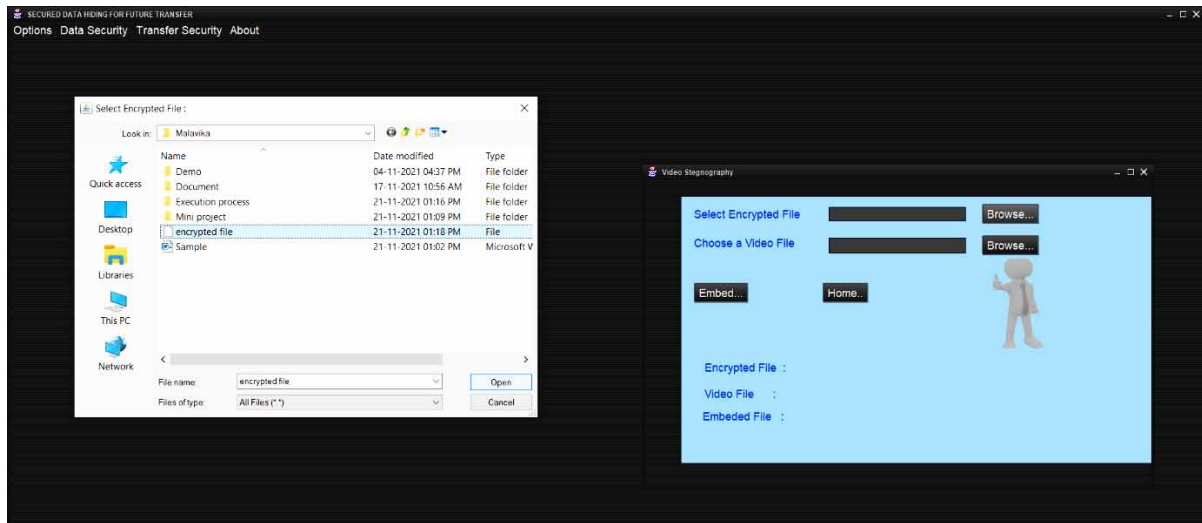 SECURED DATA HIDING FOR FUTURE TRANSFER
Options Data Security Transfer Security About
Select Encrypted File :
Look in: Malavika
Name Date modified Type
Demo 04-11-2021 04:37 PM File folder
Document 17-11-2021 10:56 AM File folder
Execution process 21-11-2021 01:16 PM File folder
Mini project 21-11-2021 01:09 PM File folder
encrypted file 21-11-2021 01:18 PM File
Sample 21-11-2021 01:02 PM Microsoft W
Quick access
Desktop
Libraries
This PC
Network
File name: encrypted file Open
Files of type: All Files (*.*) Cancel
Video Stegnography
Select Encrypted File Browse...
Choose a Video File Browse...
Embed... Home..
Encrypted File :
Video File :
Embeded File :